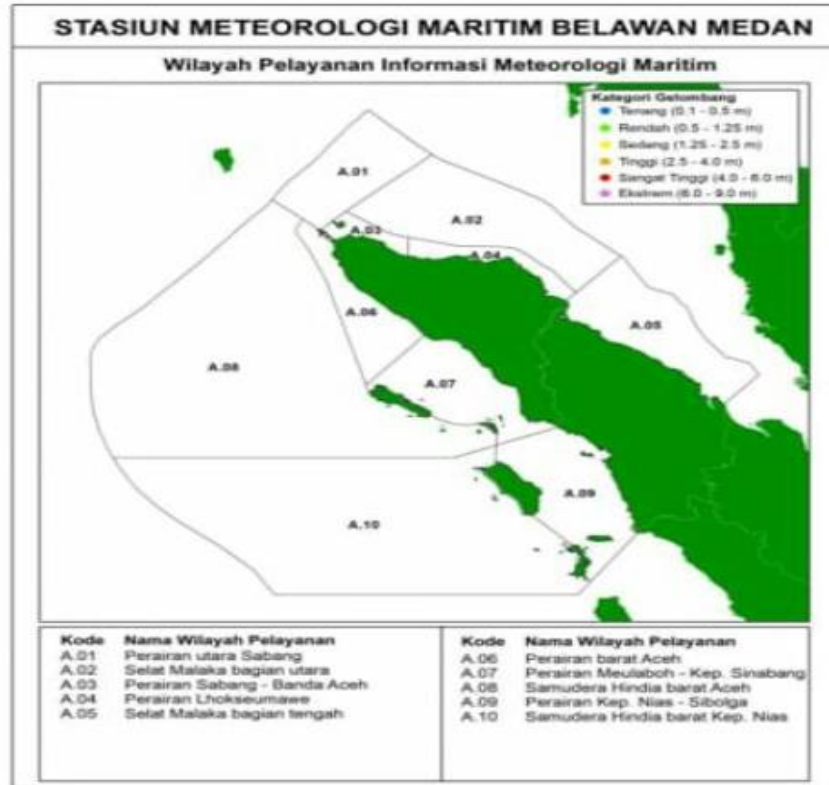 STASIUN METEOROLOGI MARITIM BELAWAN MEDAN
Wilayah Pelayanan Informasi Meteorologi Maritim
Kategori Gelombang
Tenang (0.1 - 0.5 m)
Rendah (0.5 - 1.25 m)
Sedang (1.25 - 2.5 m)
Tinggi (2.5 - 4.0 m)
Sangat Tinggi (4.0 - 6.0 m)
Ekstrem (6.0 - 9.0 m)
A.01
A.02
A.03
A.04
A.05
A.06
A.07
A.08
A.09
A.10
Kode Nama Wilayah Pelayanan
A.01 Perairan utara Sabang
A.02 Selat Malaka bagian utara
A.03 Perairan Sabang - Banda Aceh
A.04 Perairan Lhokseumawe
A.05 Selat Malaka bagian tengah
Kode Nama Wilayah Pelayanan
A.06 Perairan barat Aceh
A.07 Perairan Meulaboh - Kep. Sinabang
A.08 Samudera Hindia barat Aceh
A.09 Perairan Kep. Nias - Sibolga
A.10 Samudera Hindia barat Kep. Nias